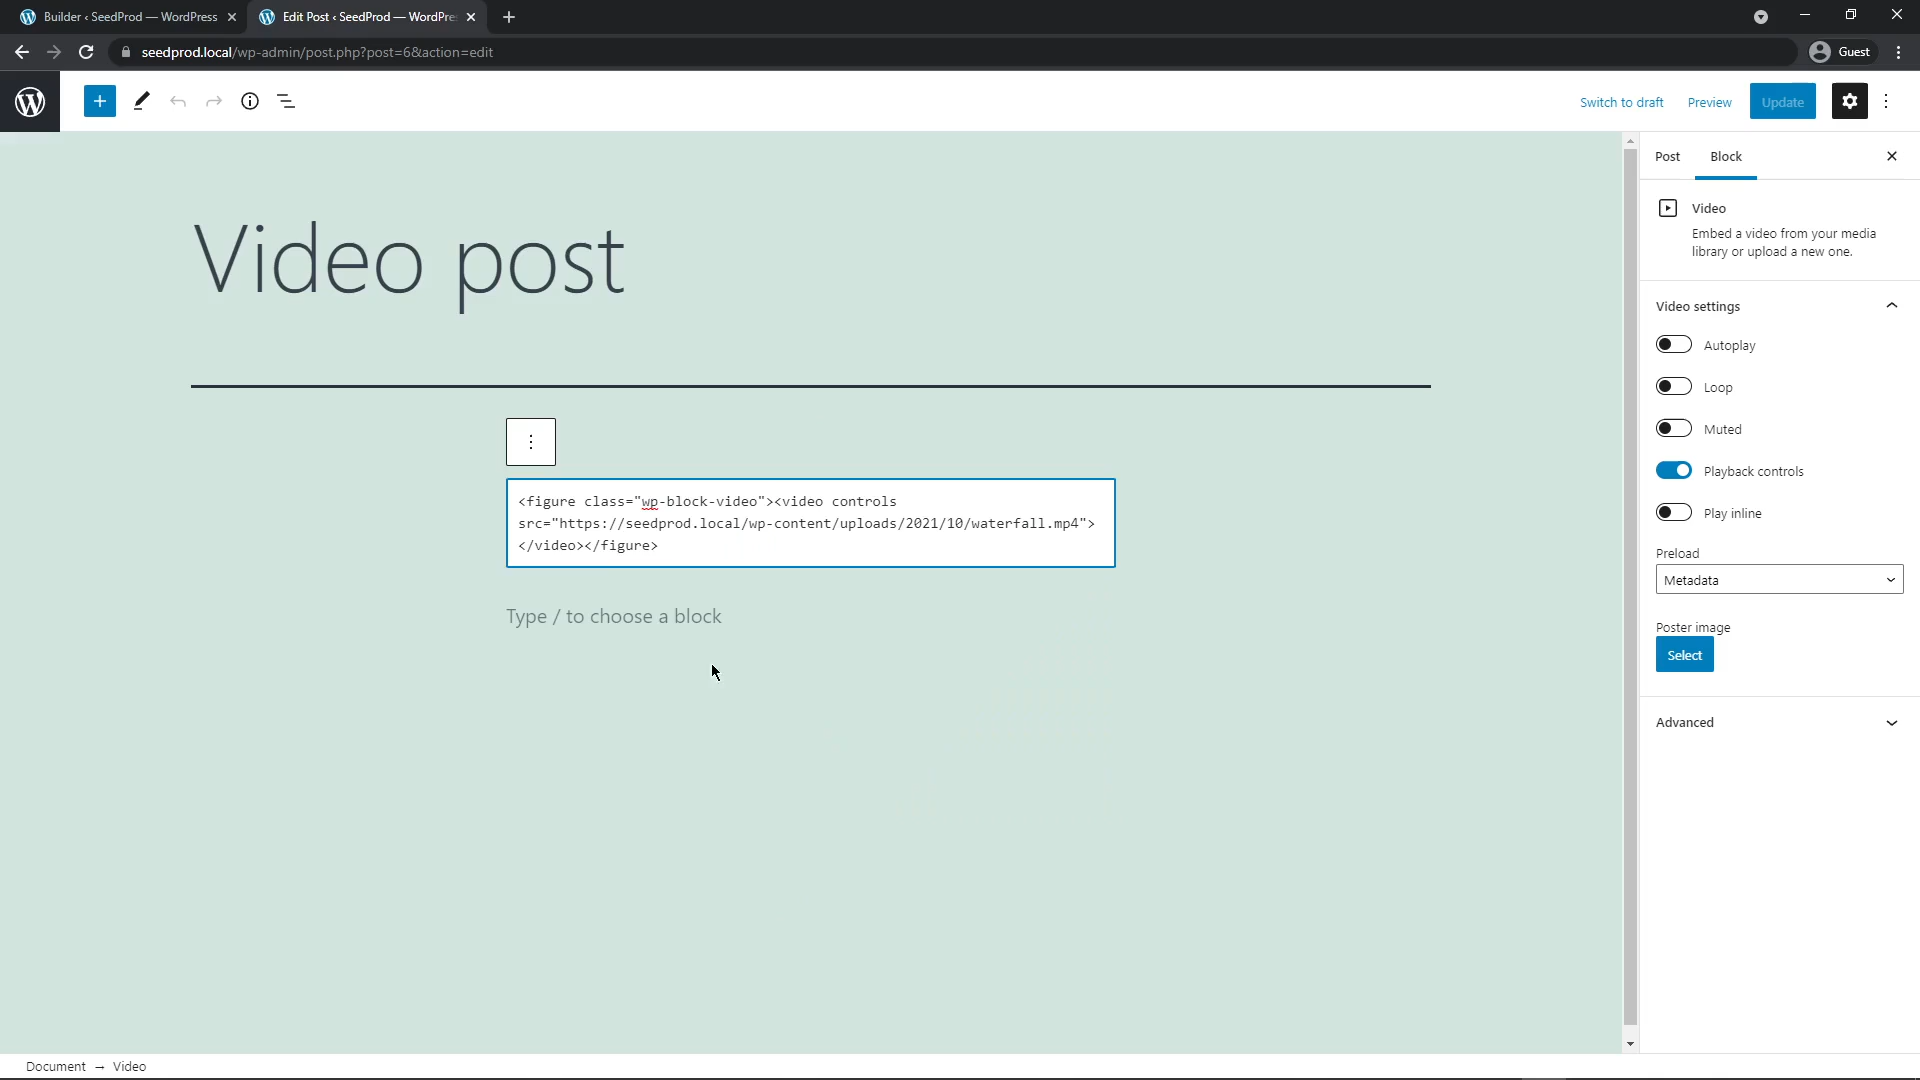 Builder ‹ SeedProd — WordPress
Edit Post ‹ SeedProd — WordPre
seedprod.local/wp-admin/post.php?post=6&action=edit
Guest
Switch to draft
Preview
Update
Post
Block
Video
Embed a video from your media
library or upload a new one.
Video post
Video settings
Autoplay
Loop
Muted
Playback controls
Play inline
<figure class="wp-block-video"><video controls
src="https://seedprod.local/wp-content/uploads/2021/10/waterfall.mp4">
</video></figure>
Type / to choose a block
Preload
Metadata
Poster image
Select
Advanced
Document → Video